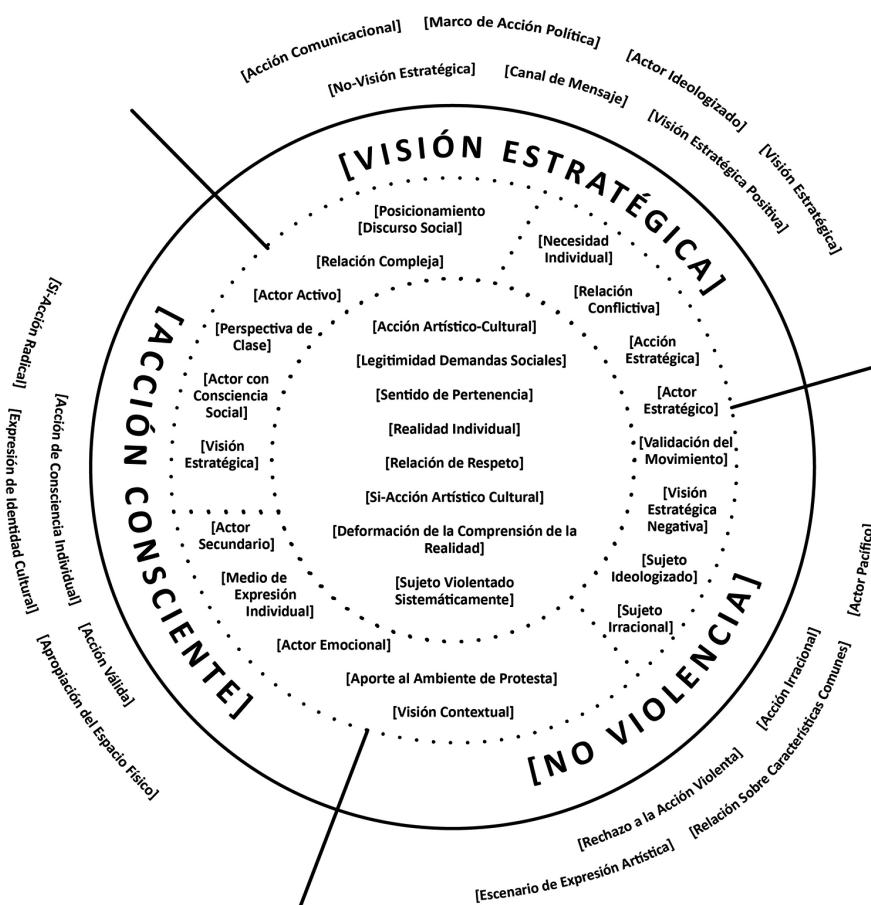 [Acción Comunicacional]
[Marco de Acción Política]
[Actor Ideologizado]
[Visión Estratégica]
[No-Visión Estratégica]
[Canal de Mensaje]
[Visión Estratégica Positiva]
[VISIÓN ESTRATÉGICA]
[Posicionamiento
[Discurso Social]
[Relación Compleja]
[Actor Activo]
[Perspectiva de
Clase]
[Actor con
Consciencia
Social]
[Visión
Estratégica]
[Necesidad
Individual]
[Relación
Conflictiva]
[Acción
Estratégica]
[Actor
Estratégico]
[Validación del
Movimiento]
[Visión
Estratégica
Negativa]
[Sujeto
Ideologizado]
[Sujeto
Irracional]
[Acción Artístico-Cultural]
[Legitimidad Demandas Sociales]
[Sentido de Pertenencia]
[Realidad Individual]
[Relación de Respeto]
[Si-Acción Artístico Cultural]
[Deformación de la Comprensión de la
Realidad]
[Sujeto Violentado
Sistemáticamente]
[Actor
Secundario]
[Medio de
Expresión
Individual]
[Actor Emocional]
[Aporte al Ambiente de Protesta]
[Visión Contextual]
[ACCIÓN CONSCIENTE]
[Si-Acción Radical]
[Acción de Consciencia Individual]
[Expresión de Identidad Cultural]
[Acción Válida]
[Apropiación del Espacio Físico]
[NO VIOLENCIA]
[Actor Pacífico]
[Acción Irracional]
[Relación Sobre Características Comunes]
[Rechazo a la Acción Violenta]
[Escenario de Expresión Artística]